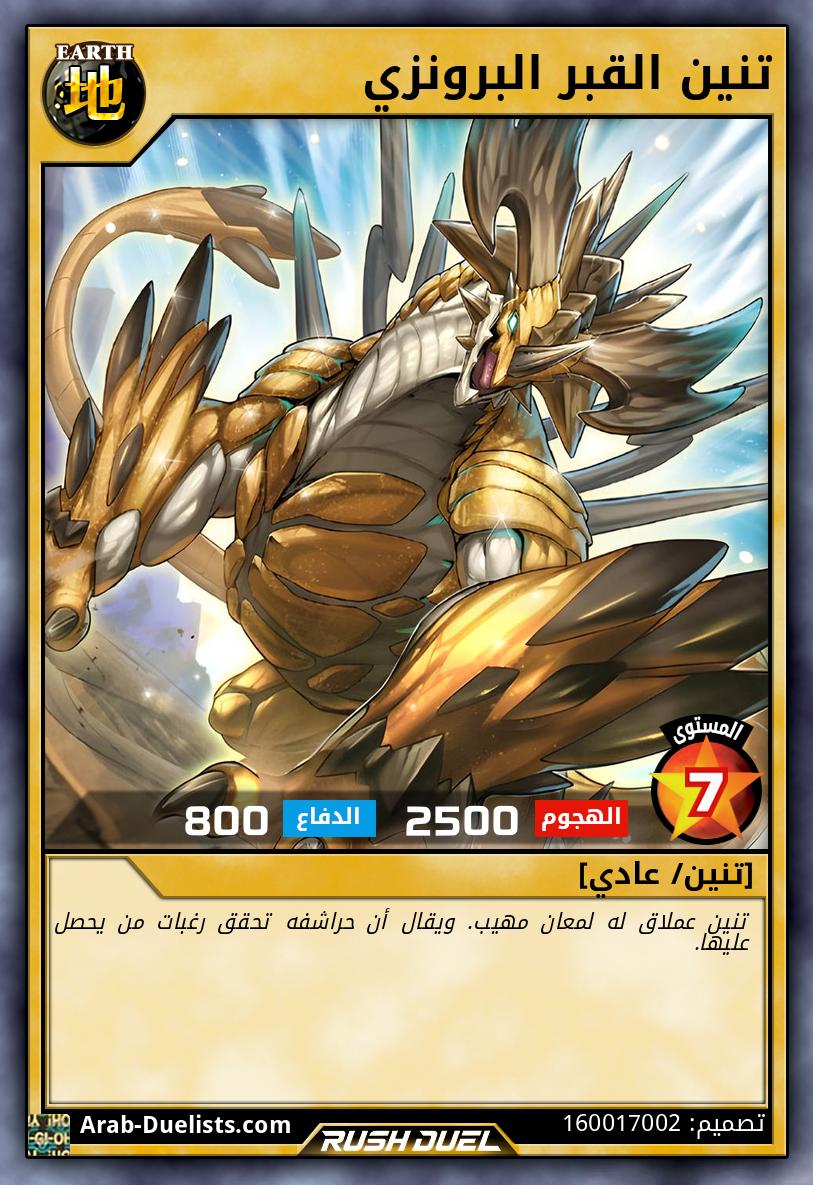 EARTH
地
تنين القبر البرونزي
المستوى
7
الهجوم 2500 الدفاع 800
[تنين/ عادي]
تنين عملاق له لمعان مهيب. ويقال أن حراشفه تحقق رغبات من يحصل
عليها.
تصميم: 160017002
RUSH DUEL
Arab-Duelists.com